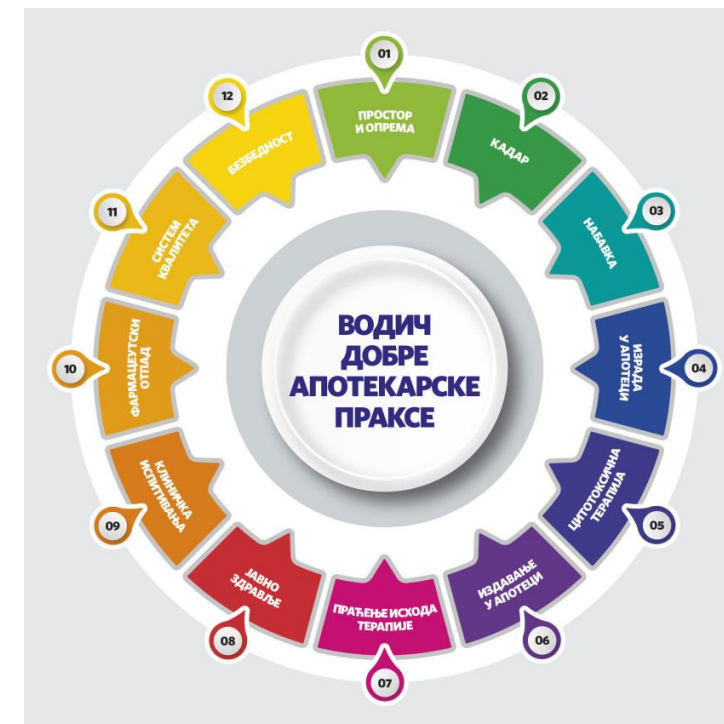 ВОДИЧ
ДОБРЕ
АПОТЕКАРСКЕ
ПРАКСЕ
01
ПРОСТОР
И ОПРЕМА
02
КАДАР
03
НАБАВКА
04
ИЗРАДА
У АПОТЕЦИ
05
ЦИТОТОКСИЧНА
ТЕРАПИЈА
06
ИЗДАВАЊЕ
У АПОТЕЦИ
07
ПРАЋЕЊЕ ИСХОДА
ТЕРАПИЈЕ
08
ЈАВНО
ЗДРАВЉЕ
09
КЛИНИЧКА
ИСПИТИВАЊА
10
ФАРМАЦЕУТСКИ
ОТПАД
11
СИСТЕМ
КВАЛИТЕТА
12
БЕЗБЕДНОСТ